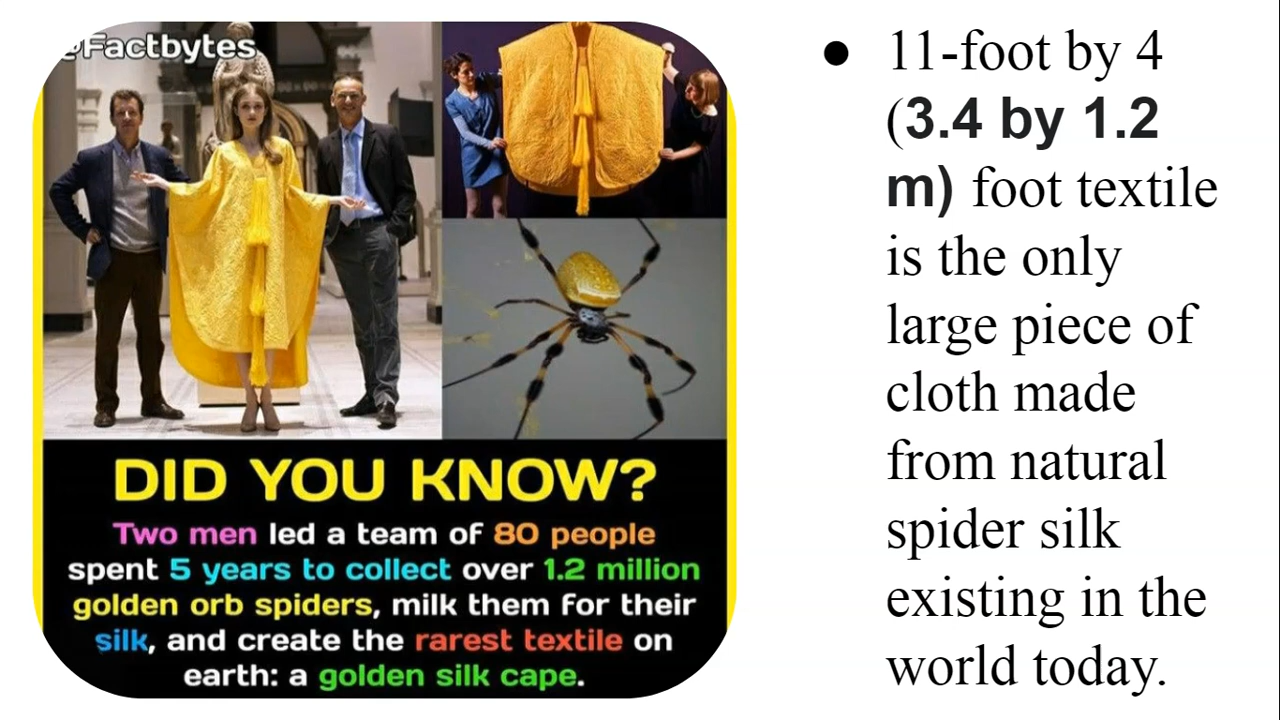 @Factbytes
DID YOU KNOW?
Two men led a team of 80 people
spent 5 years to collect over 1.2 million
golden orb spiders, milk them for their
silk, and create the rarest textile on
earth: a golden silk cape.
● 11-foot by 4
(3.4 by 1.2
m) foot textile
is the only
large piece of
cloth made
from natural
spider silk
existing in the
world today.